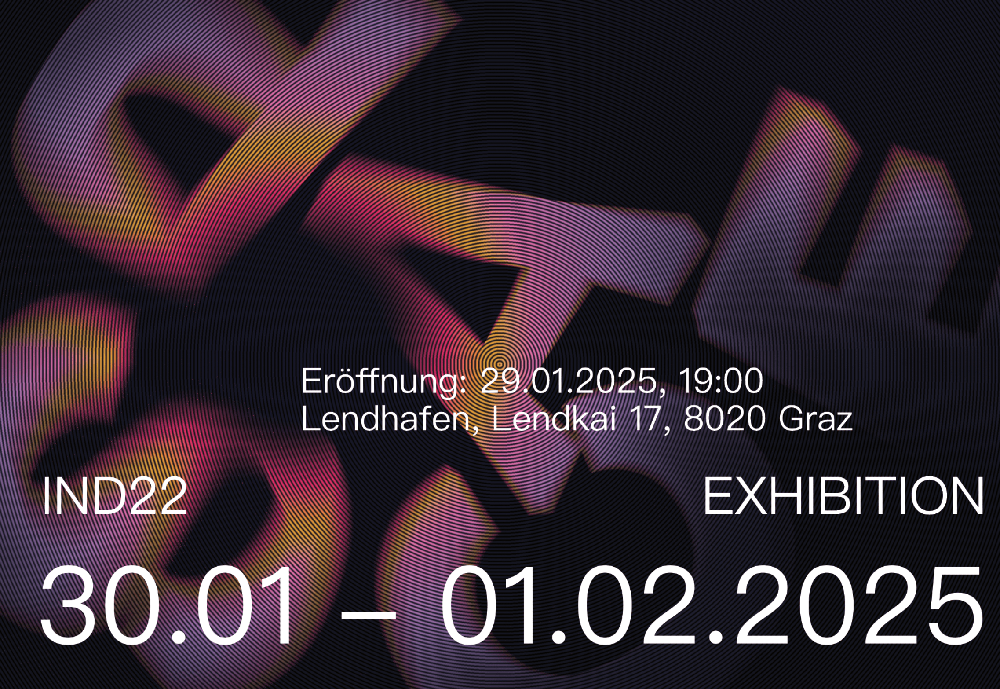 Eröffnung: 29.01.2025, 19:00
Lendhafen, Lendkai 17, 8020 Graz
IND22
EXHIBITION
30.01 – 01.02.2025